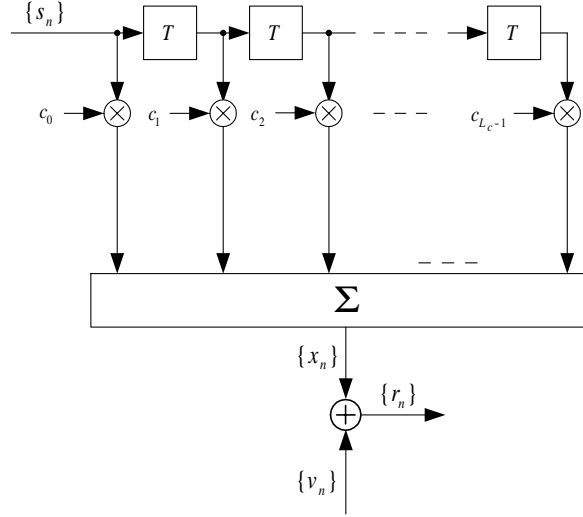 {s_n}
T T T
c_0 c_1 c_2 c_{L_c-1}
Σ
{x_n}
{r_n}
{v_n}